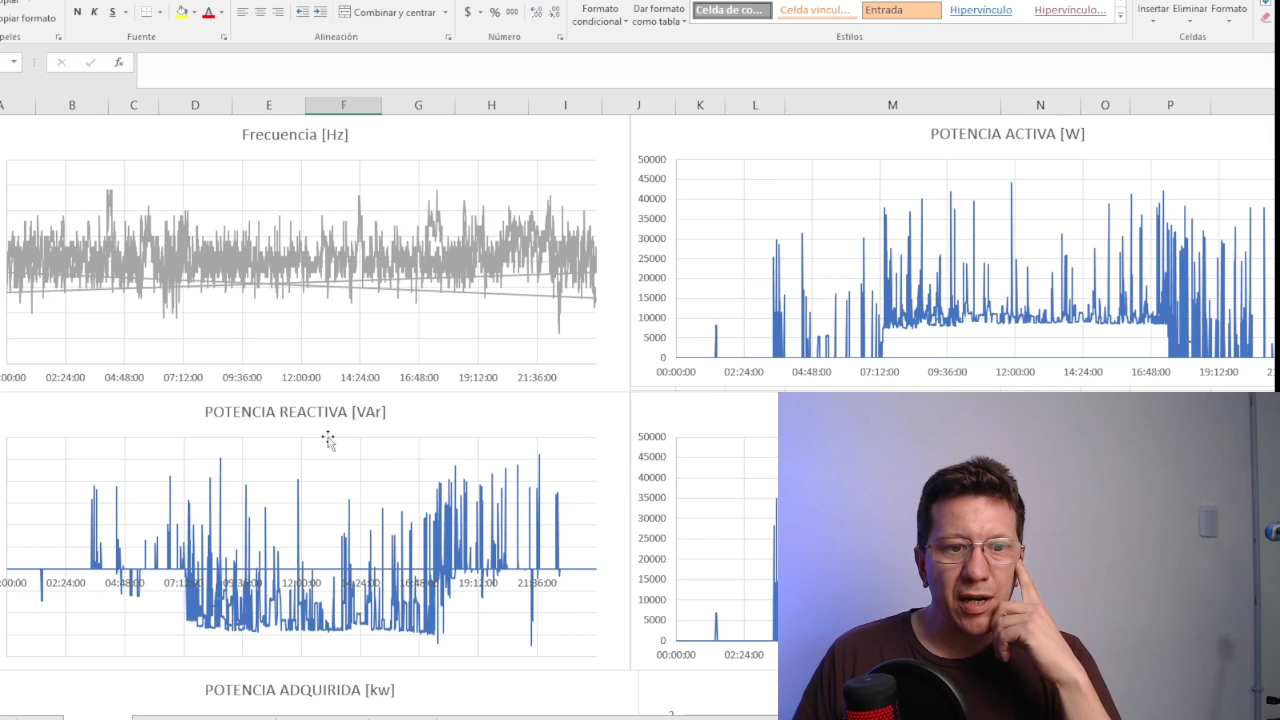 N K S
Combinar y centrar
$ % 000
Formato
condicional
Dar formato
como tabla
Celda de co...
Celda vincul...
Entrada
Hipervínculo
Hipervínculo...
Insertar Eliminar Formato
opiar formato
peles
Fuente
Alineación
Número
Estilos
Celdas
fx
A B C D E F G H I J K L M N O P
Frecuencia [Hz]
:00:00 02:24:00 04:48:00 07:12:00 09:36:00 12:00:00 14:24:00 16:48:00 19:12:00 21:36:00
POTENCIA ACTIVA [W]
50000
45000
40000
35000
30000
25000
20000
15000
10000
5000
0
00:00:00 02:24:00 04:48:00 07:12:00 09:36:00 12:00:00 14:24:00 16:48:00 19:12:00 21
POTENCIA REACTIVA [VAr]
:00:00 02:24:00 04:48:00 07:12:00 09:36:00 12:00:00 14:24:00 16:48:00 19:12:00 21:36:00
50000
45000
40000
35000
30000
25000
20000
15000
10000
5000
0
00:00:00 02:24:00
POTENCIA ADQUIRIDA [kw]
2